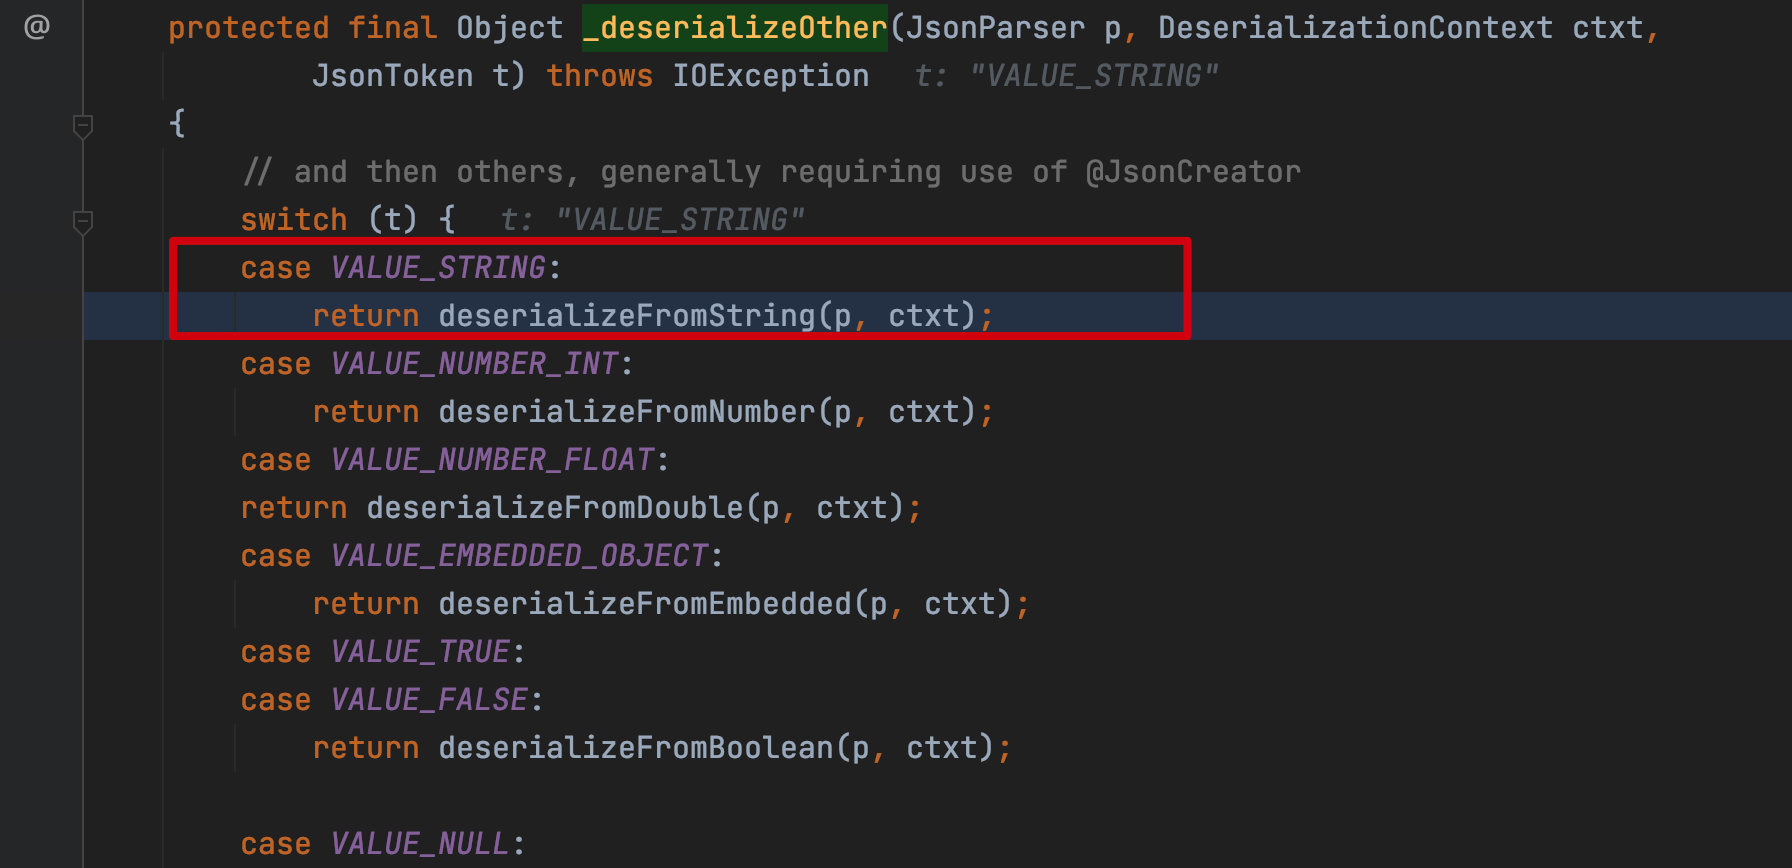 @ protected final Object _deserializeOther(JsonParser p, DeserializationContext ctxt,
JsonToken t) throws IOException t: "VALUE_STRING"
{
// and then others, generally requiring use of @JsonCreator
switch (t) { t: "VALUE_STRING"
case VALUE_STRING:
return deserializeFromString(p, ctxt);
case VALUE_NUMBER_INT:
return deserializeFromNumber(p, ctxt);
case VALUE_NUMBER_FLOAT:
return deserializeFromDouble(p, ctxt);
case VALUE_EMBEDDED_OBJECT:
return deserializeFromEmbedded(p, ctxt);
case VALUE_TRUE:
case VALUE_FALSE:
return deserializeFromBoolean(p, ctxt);
case VALUE_NULL: